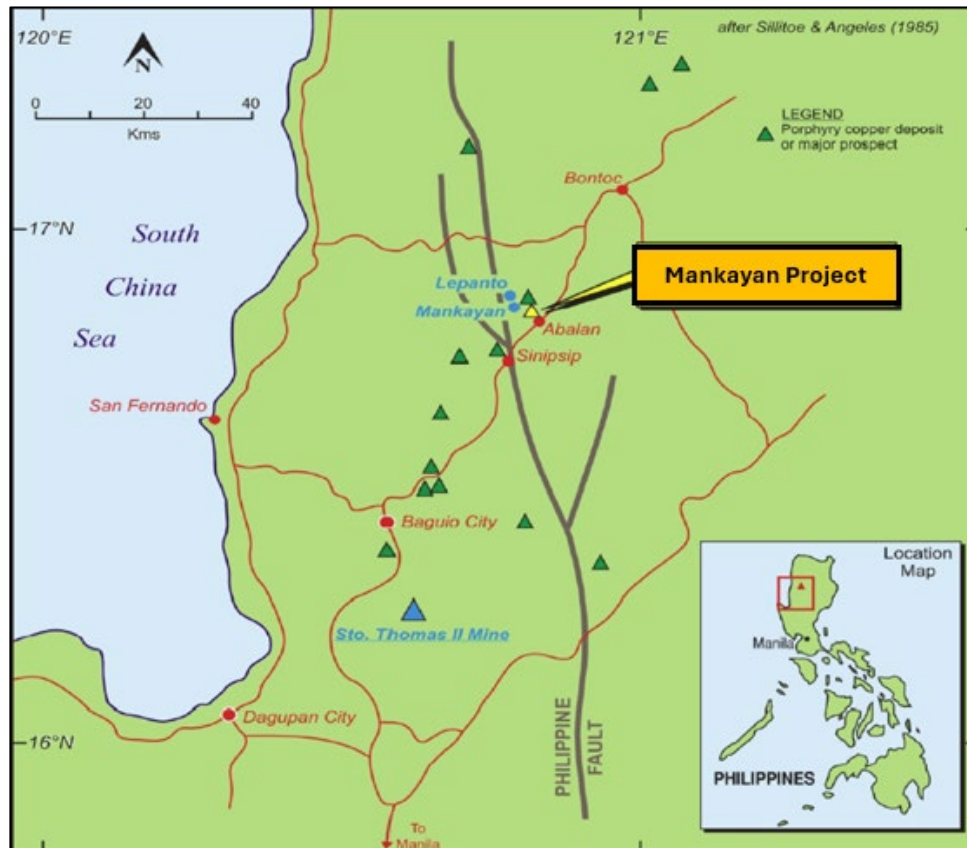 120°E
121°E
after Sillitoe & Angeles (1985)
N
0 20 40
Kms
LEGEND
Porphyry copper deposit
or major prospect
Bontoc
17°N
South
China
Sea
Mankayan Project
Lepanto
Mankayan
Abalan
Sinipsip
San Fernando
Baguio City
Sto. Thomas II Mine
Location
Map
Manila
PHILIPPINES
Dagupan City
16°N
PHILIPPINE
FAULT
To
Manila